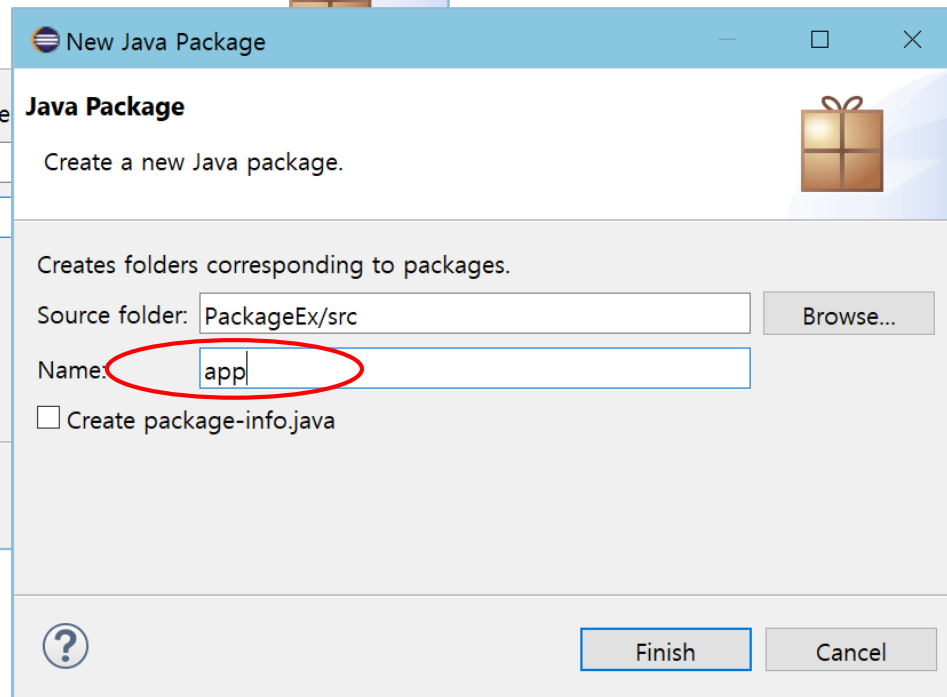 New Java Package
Java Package
Create a new Java package.
Creates folders corresponding to packages.
Source folder: PackageEx/src Browse...
Name: app
Create package-info.java
? Finish Cancel